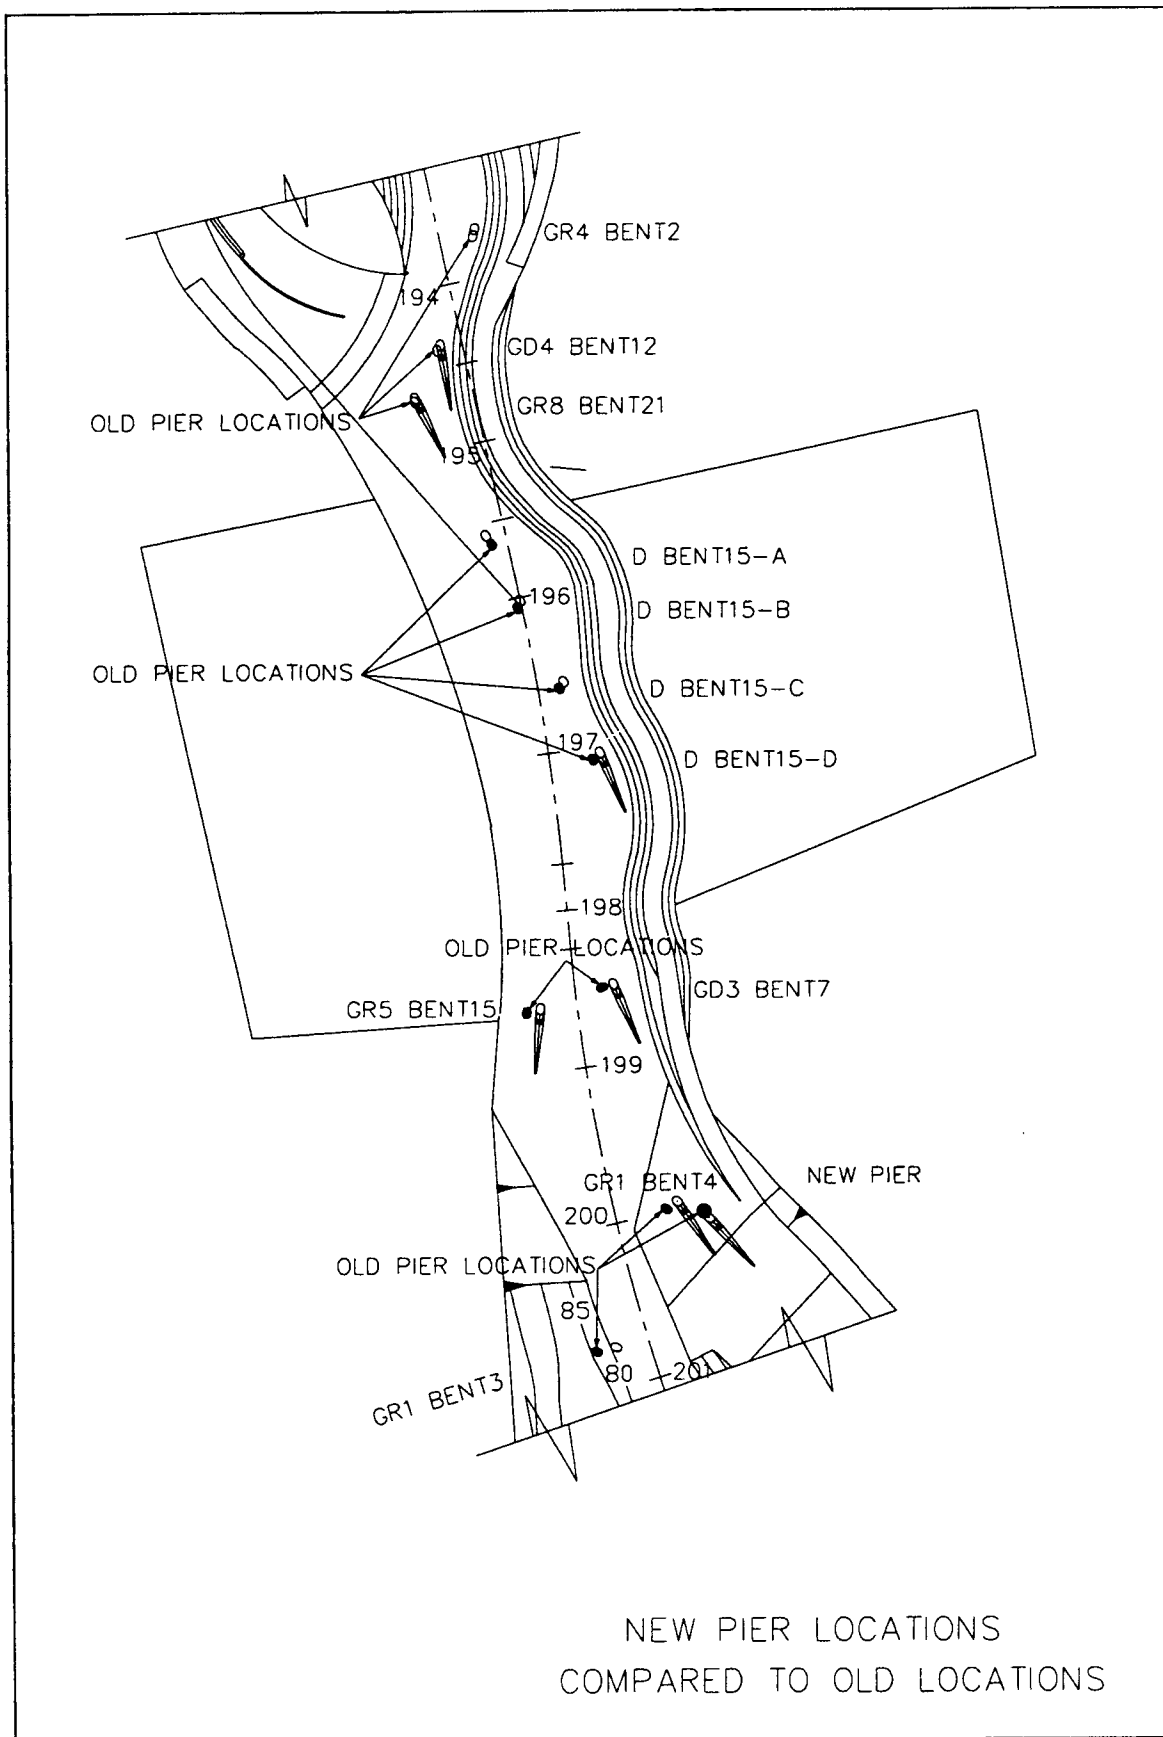 GR4 BENT2
194
GD4 BENT12
GR8 BENT21
OLD PIER LOCATIONS
195
D BENT15-A
196
D BENT15-B
OLD PIER LOCATIONS
D BENT15-C
197
D BENT15-D
198
OLD PIER LOCATIONS
GD3 BENT7
GR5 BENT15
199
NEW PIER
GR1 BENT4
200
OLD PIER LOCATIONS
85
80
201
GR1 BENT3
NEW PIER LOCATIONS
COMPARED TO OLD LOCATIONS